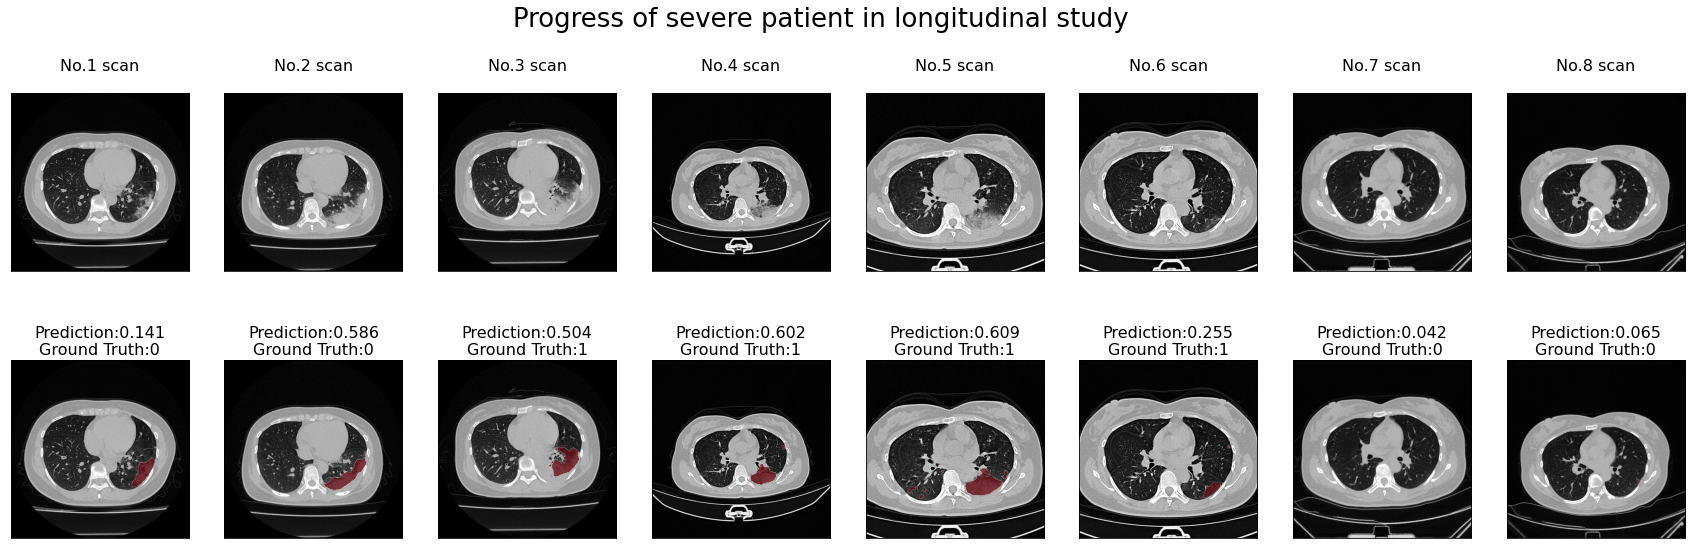 Progress of severe patient in longitudinal study
No.1 scan
No.2 scan
No.3 scan
No.4 scan
No.5 scan
No.6 scan
No.7 scan
No.8 scan
Prediction:0.141
Ground Truth:0
Prediction:0.586
Ground Truth:0
Prediction:0.504
Ground Truth:1
Prediction:0.602
Ground Truth:1
Prediction:0.609
Ground Truth:1
Prediction:0.255
Ground Truth:1
Prediction:0.042
Ground Truth:0
Prediction:0.065
Ground Truth:0